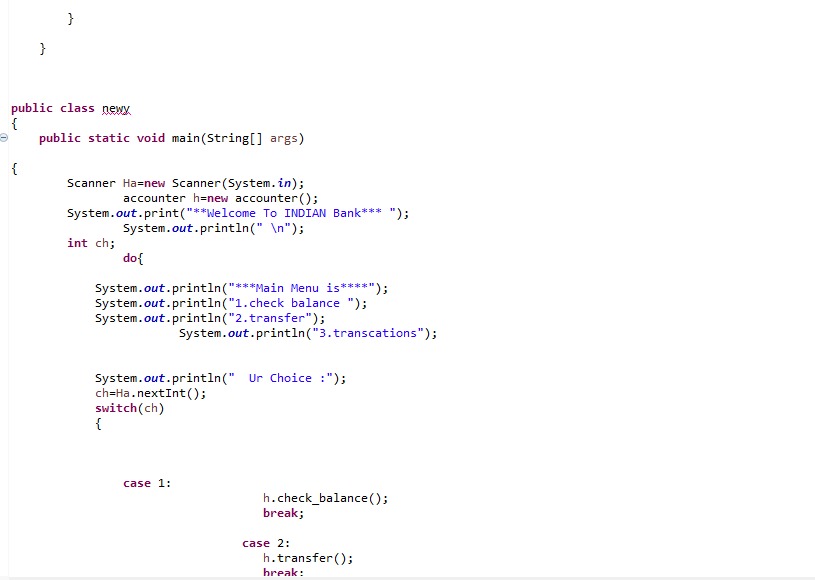 }
}
public class newy
{
public static void main(String[] args)
{
Scanner Ha=new Scanner(System.in);
accounter h=new accounter();
System.out.print("**Welcome To INDIAN Bank*** ");
System.out.println(" \n");
int ch;
do{
System.out.println("***Main Menu is****");
System.out.println("1.check balance ");
System.out.println("2.transfer");
System.out.println("3.transcations");
System.out.println("  Ur Choice :");
ch=Ha.nextInt();
switch(ch)
{
case 1:
h.check_balance();
break;
case 2:
h.transfer();
break;